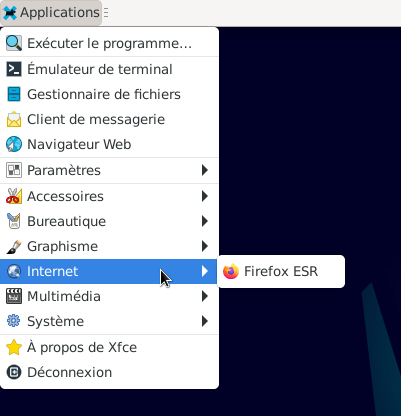 Applications
Exécuter le programme...
Émulateur de terminal
Gestionnaire de fichiers
Client de messagerie
Navigateur Web
Paramètres
Accessoires
Bureautique
Graphisme
Internet
Firefox ESR
Multimédia
Système
À propos de Xfce
Déconnexion